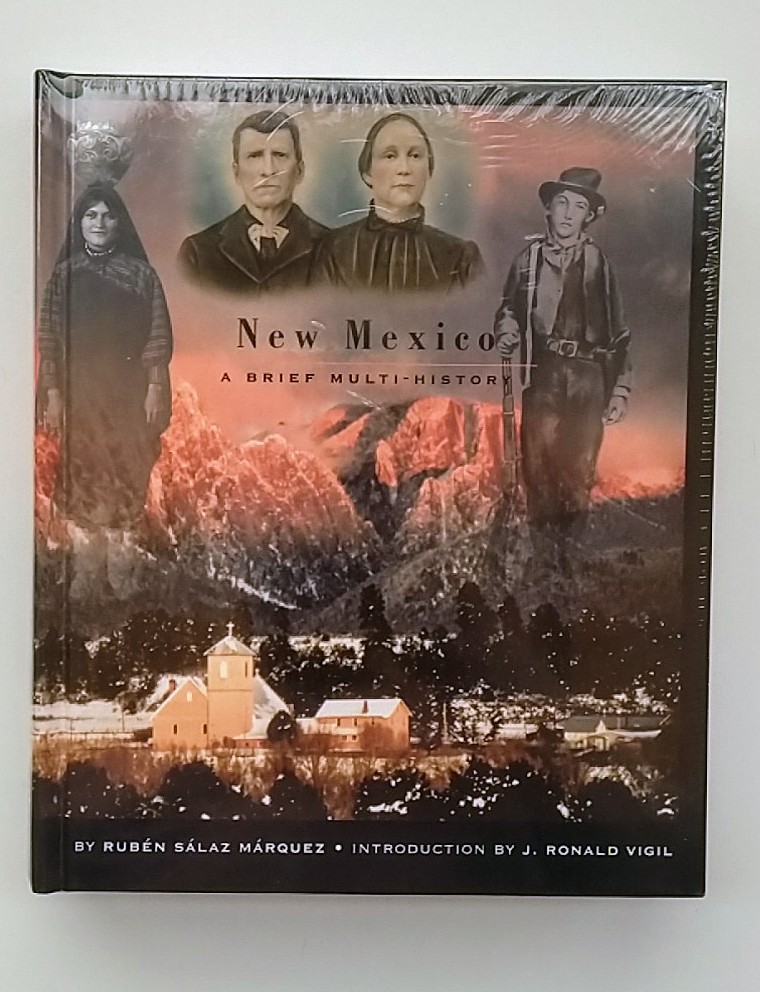 New Mexico
A BRIEF MULTI-HISTORY
BY RUBÉN SÁLAZ MÁRQUEZ • INTRODUCTION BY J. RONALD VIGIL